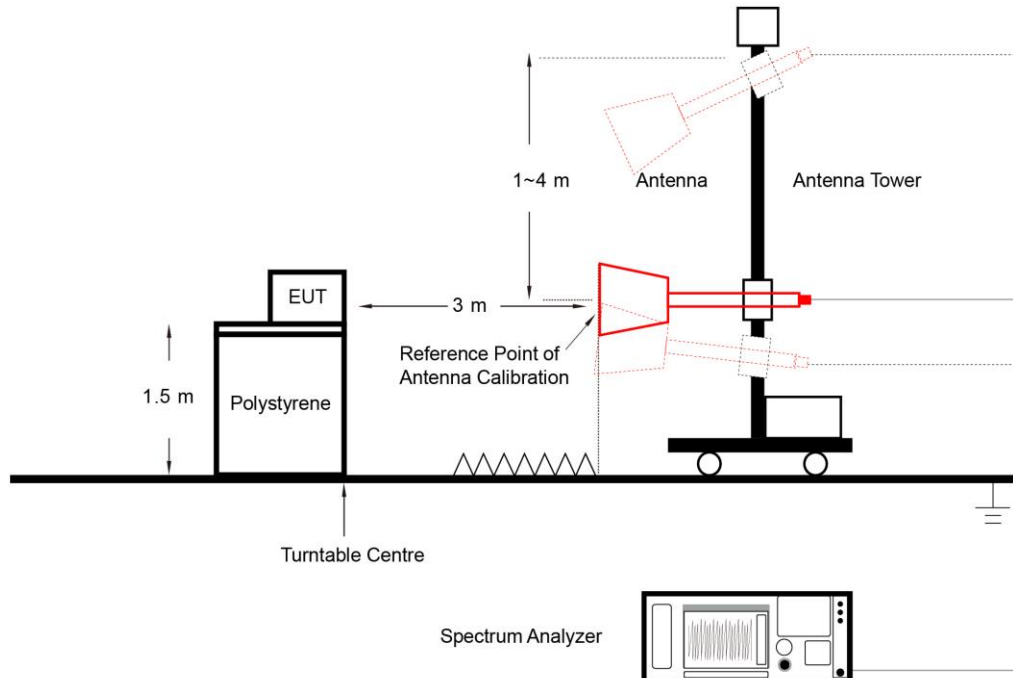 1~4 m
Antenna
Antenna Tower
EUT
3 m
Reference Point of
Antenna Calibration
1.5 m
Polystyrene
Turntable Centre
Spectrum Analyzer